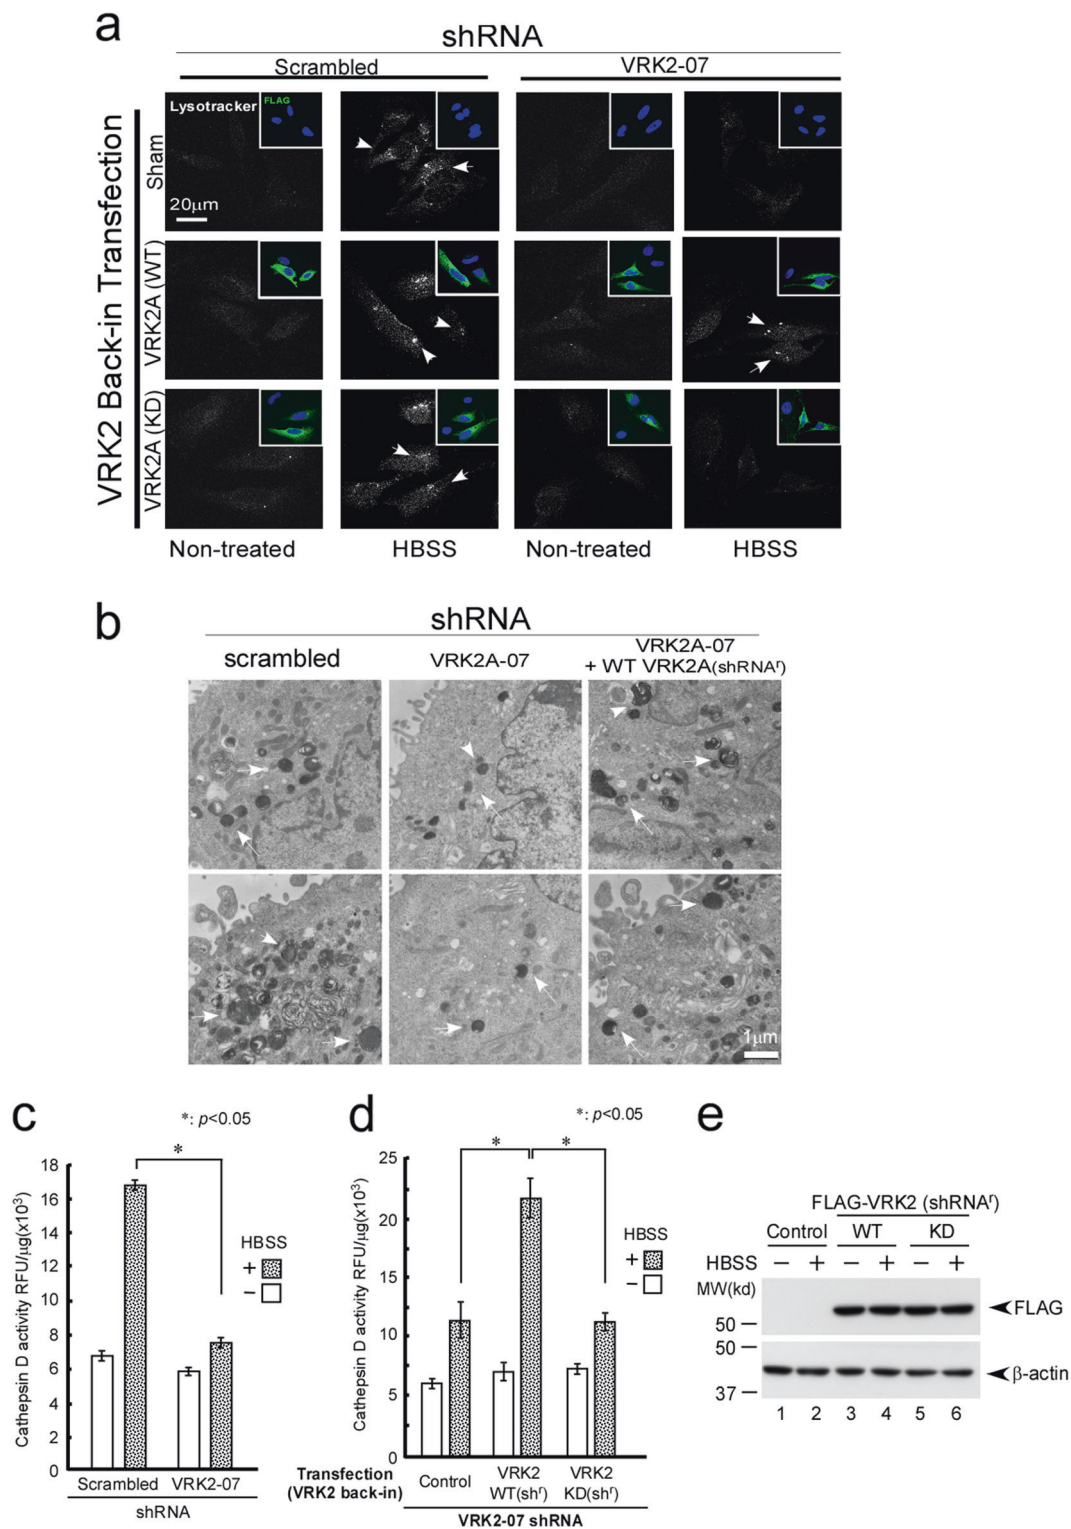 a
shRNA
Scrambled VRK2-07
VRK2 Back-in Transfection
Sham
Lysotracker FLAG
20µm
VRK2A (WT)
VRK2A (KD)
Non-treated HBSS Non-treated HBSS
b
shRNA
scrambled VRK2A-07 VRK2A-07
+ WT VRK2A(shRNAʳ)
1µm
c
*: p<0.05
*
Cathepsin D activity RFU/µg(x10³)
18
16
14
12
10
8
6
4
2
0
HBSS
+
−
Scrambled VRK2-07
shRNA
d
*: p<0.05
* *
Cathepsin D activity RFU/µg(x10³)
25
20
15
10
5
0
HBSS
+
−
Transfection
(VRK2 back-in)
Control VRK2 VRK2
WT(shʳ) KD(shʳ)
VRK2-07 shRNA
e
FLAG-VRK2 (shRNAʳ)
Control WT KD
HBSS − + − + − +
MW(kd)
FLAG
50
50
β-actin
37
1 2 3 4 5 6